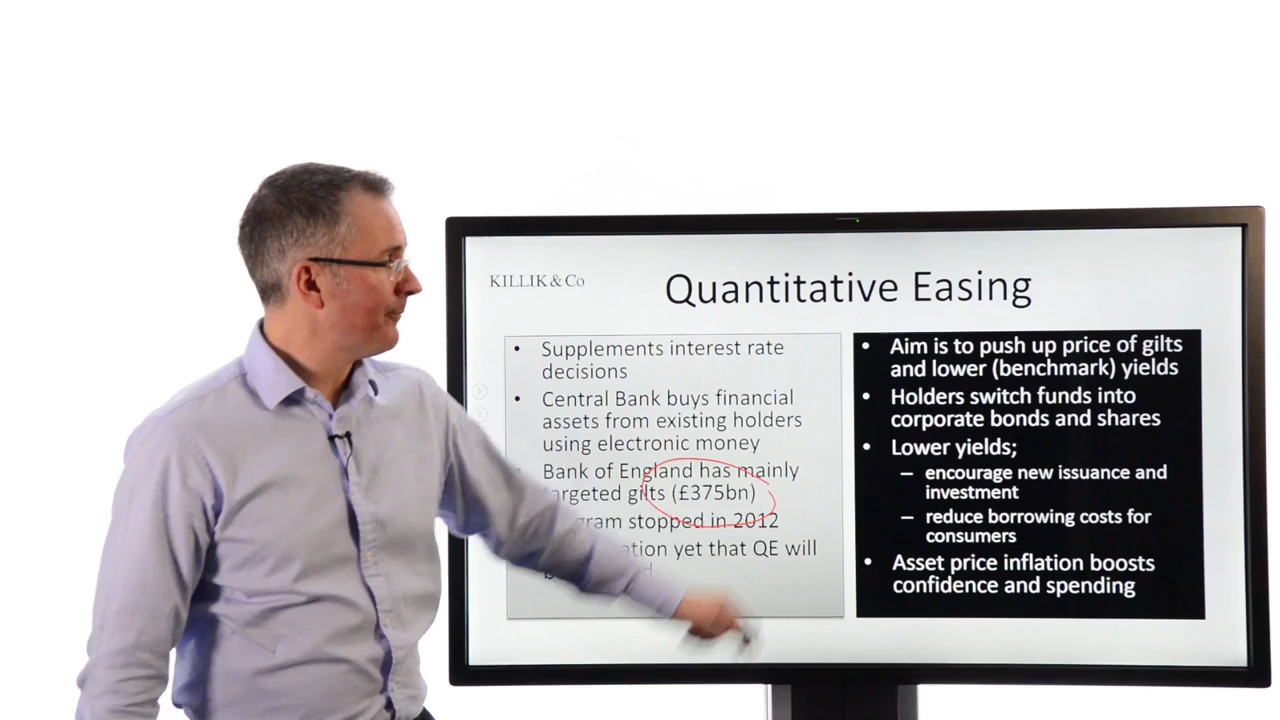 KILLIK & Co
Quantitative Easing
• Supplements interest rate
decisions
• Central Bank buys financial
assets from existing holders
using electronic money
Bank of England has mainly
targeted gilts (£375bn)
stopped in 2012
yet that QE will
• Aim is to push up price of gilts
and lower (benchmark) yields
• Holders switch funds into
corporate bonds and shares
• Lower yields;
– encourage new issuance and
investment
– reduce borrowing costs for
consumers
• Asset price inflation boosts
confidence and spending